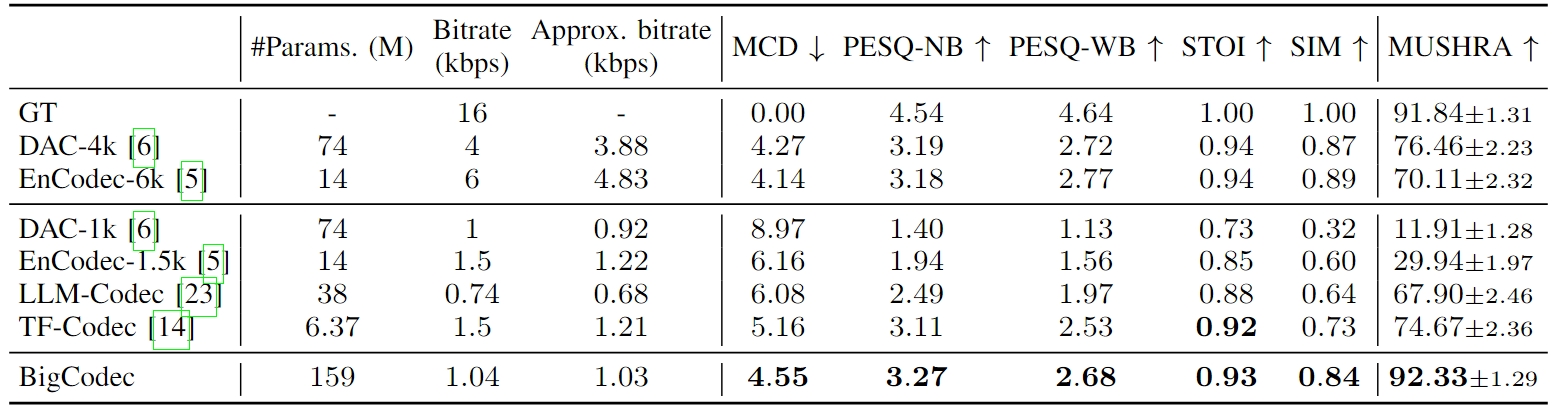 #Params. (M) Bitrate (kbps) Approx. bitrate (kbps) MCD ↓ PESQ-NB ↑ PESQ-WB ↑ STOI ↑ SIM ↑ MUSHRA ↑
GT - 16 - 0.00 4.54 4.64 1.00 1.00 91.84±1.31
DAC-4k [6] 74 4 3.88 4.27 3.19 2.72 0.94 0.87 76.46±2.23
EnCodec-6k [5] 14 6 4.83 4.14 3.18 2.77 0.94 0.89 70.11±2.32
DAC-1k [6] 74 1 0.92 8.97 1.40 1.13 0.73 0.32 11.91±1.28
EnCodec-1.5k [5] 14 1.5 1.22 6.16 1.94 1.56 0.85 0.60 29.94±1.97
LLM-Codec [23] 38 0.74 0.68 6.08 2.49 1.97 0.88 0.64 67.90±2.46
TF-Codec [14] 6.37 1.5 1.21 5.16 3.11 2.53 0.92 0.73 74.67±2.36
BigCodec 159 1.04 1.03 4.55 3.27 2.68 0.93 0.84 92.33±1.29